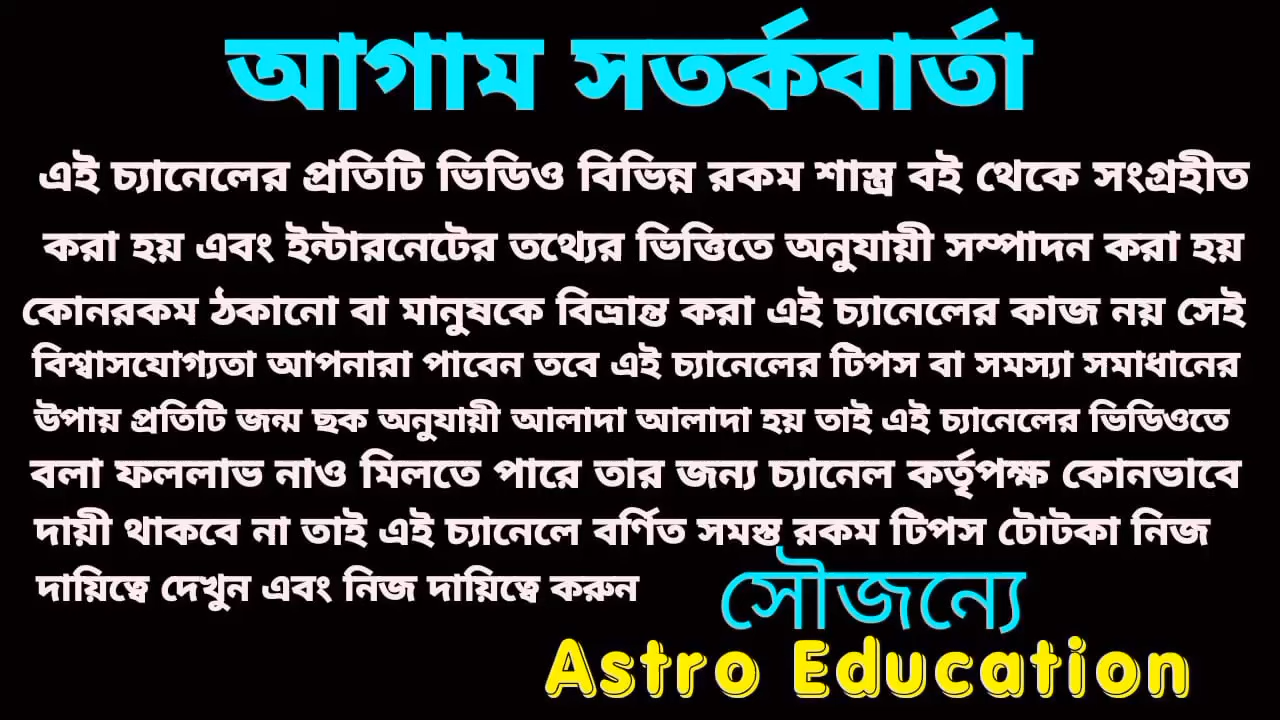 আগাম সতর্কবার্তা
এই চ্যানেলের প্রতিটি ভিডিও বিভিন্ন রকম শাস্ত্র বই থেকে সংগ্রহীত
করা হয় এবং ইন্টারনেটের তথ্যের ভিত্তিতে অনুযায়ী সম্পাদন করা হয়
কোনরকম ঠকানো বা মানুষকে বিভ্রান্ত করা এই চ্যানেলের কাজ নয় সেই
বিশ্বাসযোগ্যতা আপনারা পাবেন তবে এই চ্যানেলের টিপস বা সমস্যা সমাধানের
উপায় প্রতিটি জন্ম ছক অনুযায়ী আলাদা আলাদা হয় তাই এই চ্যানেলের ভিডিওতে
বলা ফললাভ নাও মিলতে পারে তার জন্য চ্যানেল কর্তৃপক্ষ কোনভাবে
দায়ী থাকবে না তাই এই চ্যানেলে বর্ণিত সমস্ত রকম টিপস টোটকা নিজ
দায়িত্বে দেখুন এবং নিজ দায়িত্বে করুন
সৌজন্যে
Astro Education